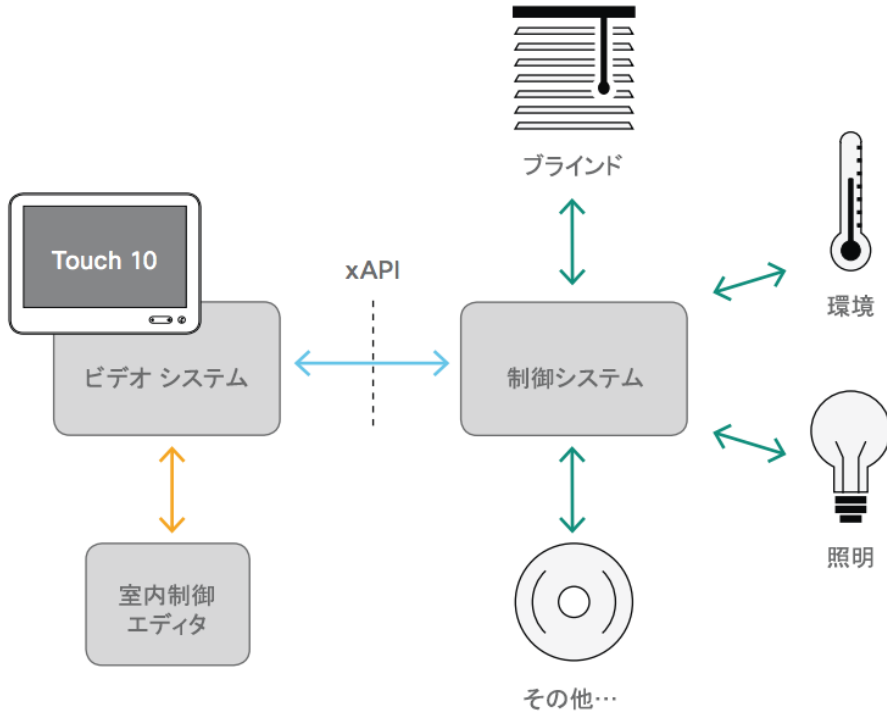 ブラインド
Touch 10
xAPI
環境
ビデオ システム
制御システム
照明
室内制御
エディタ
その他…